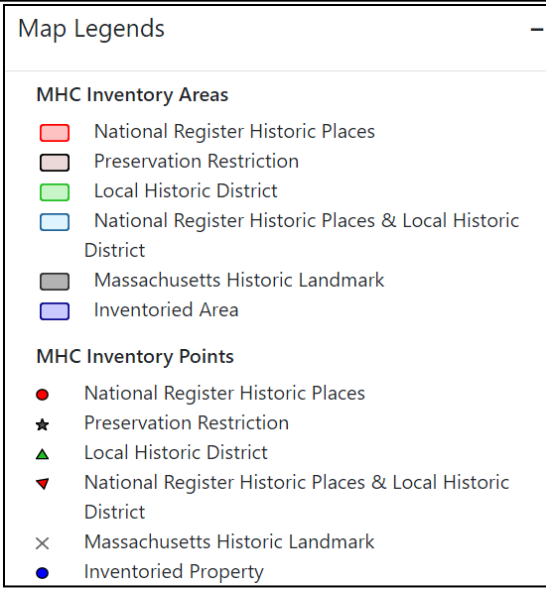 Map Legends –
MHC Inventory Areas
National Register Historic Places
Preservation Restriction
Local Historic District
National Register Historic Places & Local Historic
District
Massachusetts Historic Landmark
Inventoried Area
MHC Inventory Points
National Register Historic Places
Preservation Restriction
Local Historic District
National Register Historic Places & Local Historic
District
Massachusetts Historic Landmark
Inventoried Property